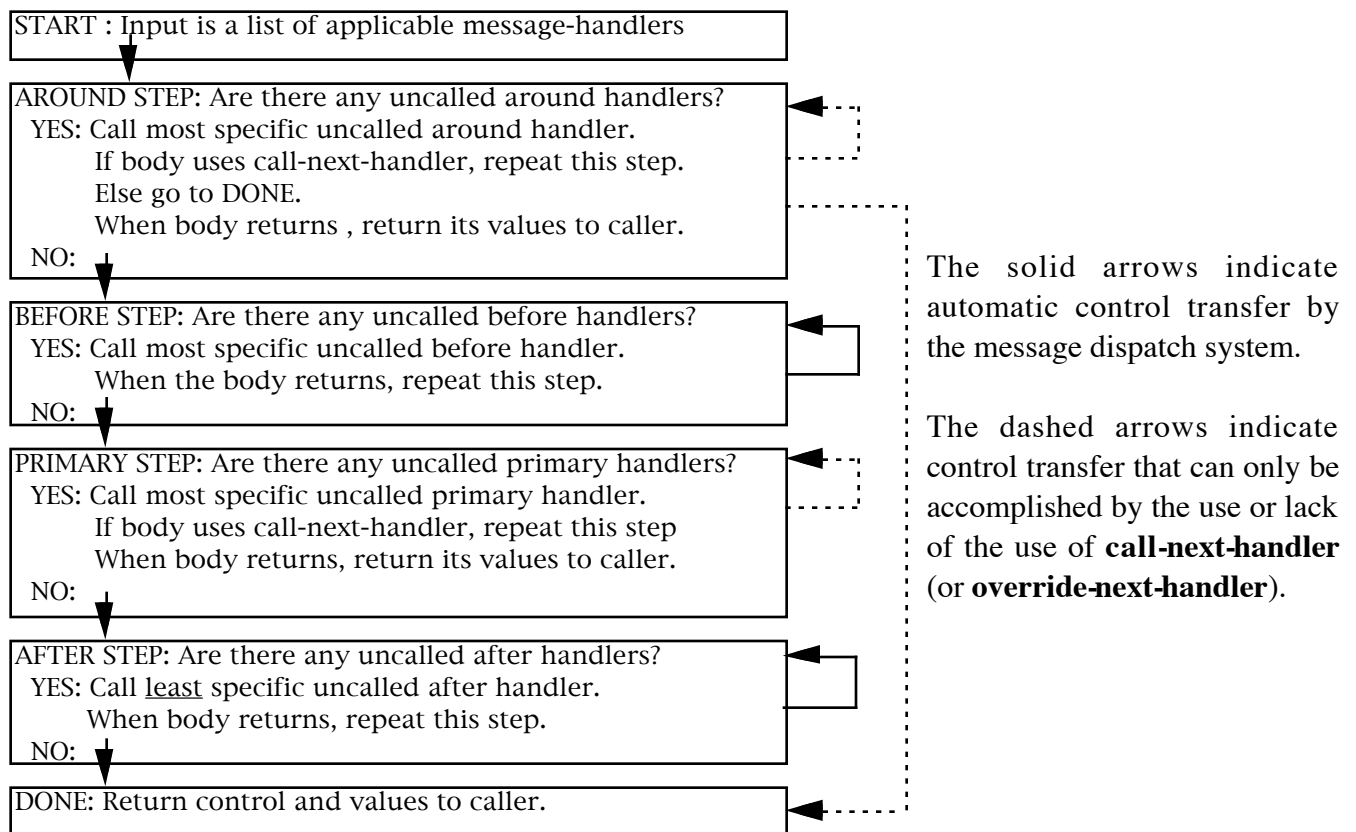 START : Input is a list of applicable message-handlers
AROUND STEP: Are there any uncalled around handlers?
YES: Call most specific uncalled around handler.
If body uses call-next-handler, repeat this step.
Else go to DONE.
When body returns , return its values to caller.
NO:
BEFORE STEP: Are there any uncalled before handlers?
YES: Call most specific uncalled before handler.
When the body returns, repeat this step.
NO:
PRIMARY STEP: Are there any uncalled primary handlers?
YES: Call most specific uncalled primary handler.
If body uses call-next-handler, repeat this step
When body returns, return its values to caller.
NO:
AFTER STEP: Are there any uncalled after handlers?
YES: Call least specific uncalled after handler.
When body returns, repeat this step.
NO:
DONE: Return control and values to caller.
The solid arrows indicate
automatic control transfer by
the message dispatch system.
The dashed arrows indicate
control transfer that can only be
accomplished by the use or lack
of the use of call-next-handler
(or override-next-handler).